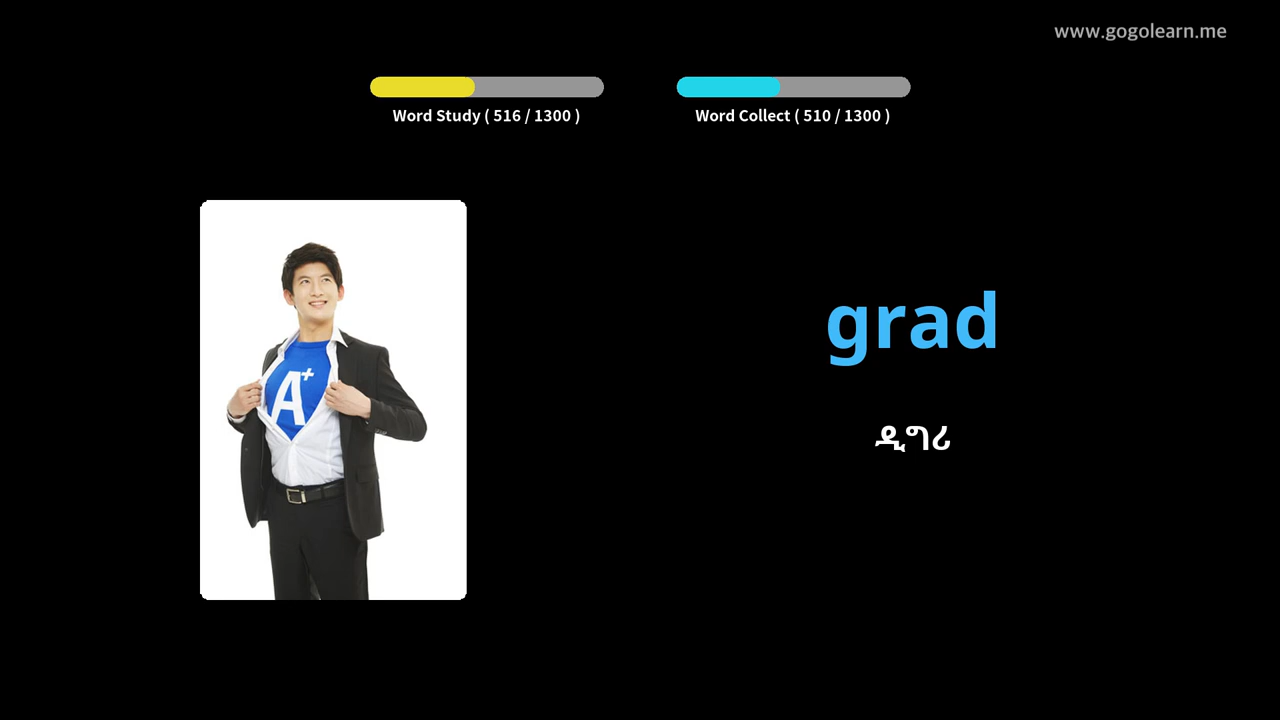 www.gogolearn.me
Word Study ( 516 / 1300 )
Word Collect ( 510 / 1300 )
A+
grad
ዲግሪ